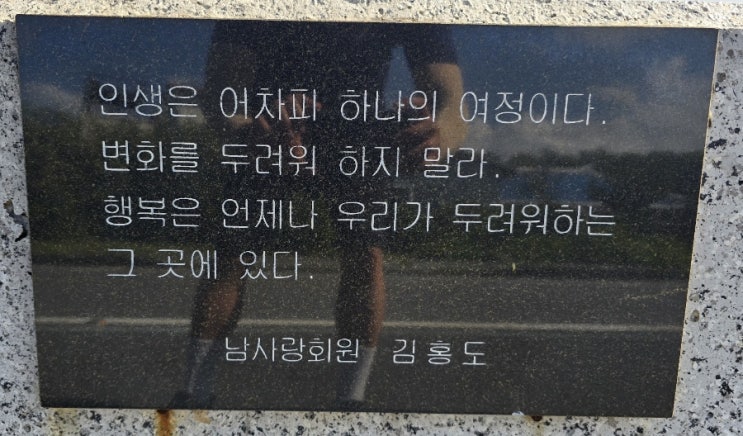 인생은 어차피 하나의 여정이다.
변화를 두려워 하지 말라.
행복은 언제나 우리가 두려워하는
그 곳에 있다.
남사랑회원 김홍도